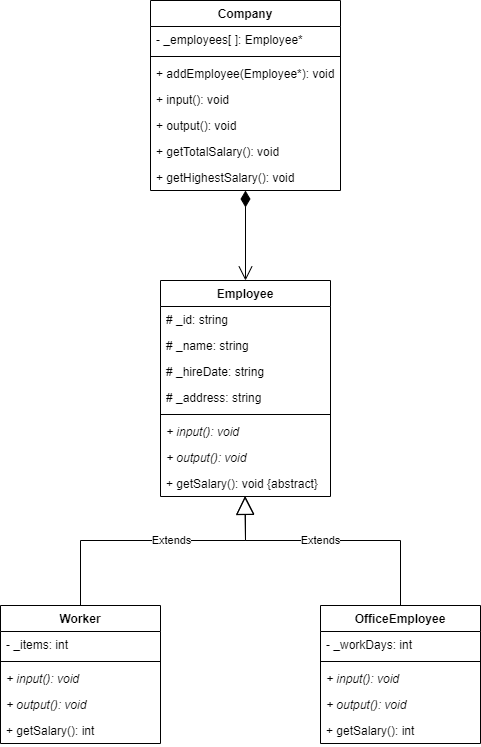 Company
- _employees[ ]: Employee*
+ addEmployee(Employee*): void
+ input(): void
+ output(): void
+ getTotalSalary(): void
+ getHighestSalary(): void
Employee
# _id: string
# _name: string
# _hireDate: string
# _address: string
+ input(): void
+ output(): void
+ getSalary(): void {abstract}
Extends
Extends
Worker
- _items: int
+ input(): void
+ output(): void
+ getSalary(): int
OfficeEmployee
- _workDays: int
+ input(): void
+ output(): void
+ getSalary(): int